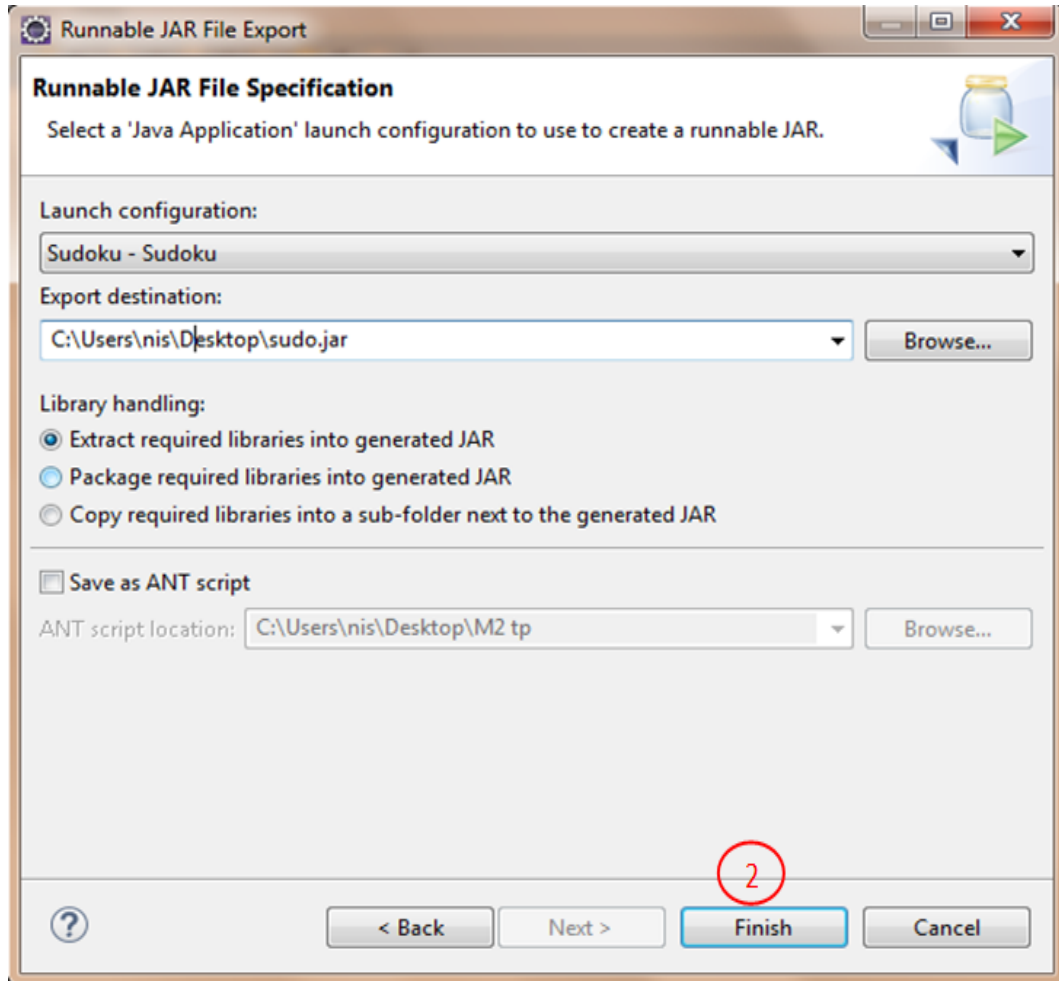 Runnable JAR File Export
Runnable JAR File Specification
Select a 'Java Application' launch configuration to use to create a runnable JAR.
Launch configuration:
Sudoku - Sudoku
Export destination:
C:\Users\nis\Desktop\sudo.jar
Browse...
Library handling:
Extract required libraries into generated JAR
Package required libraries into generated JAR
Copy required libraries into a sub-folder next to the generated JAR
Save as ANT script
ANT script location: C:\Users\nis\Desktop\M2 tp Browse...
2
? < Back Next > Finish Cancel